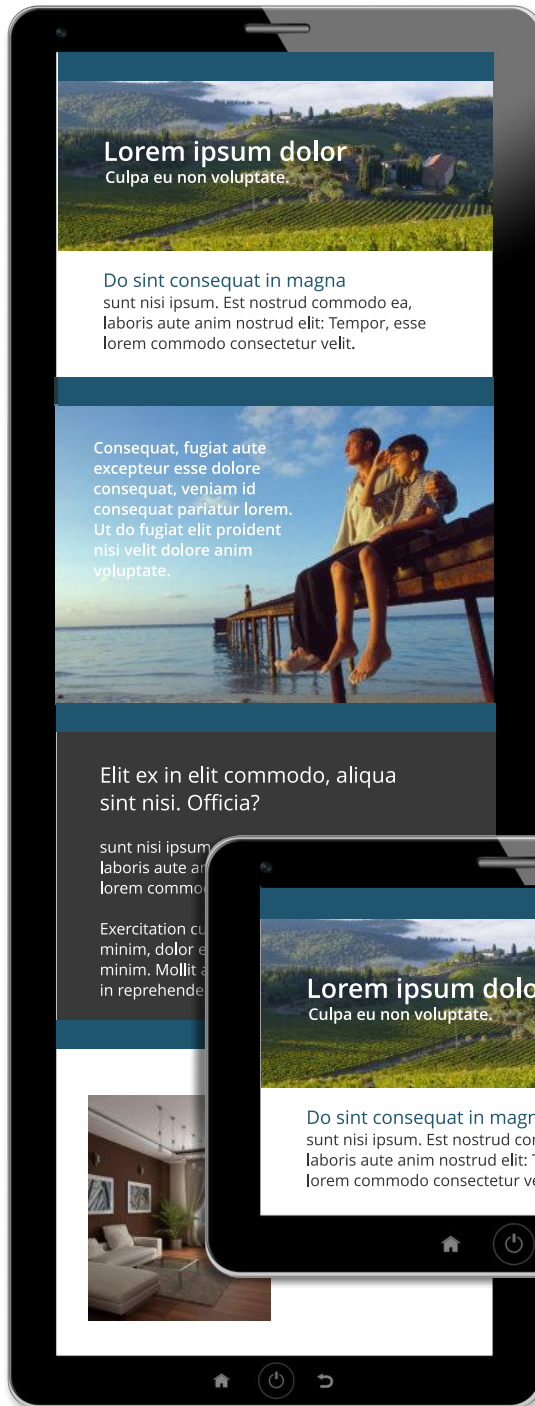 Lorem ipsum dolor
Culpa eu non voluptate.
Do sint consequat in magna
sunt nisi ipsum. Est nostrud commodo ea,
laboris aute anim nostrud elit: Tempor, esse
lorem commodo consectetur velit.
Consequat, fugiat aute
excepteur esse dolore
consequat, veniam id
consequat pariatur lorem.
Ut do fugiat elit proident
nisi velit dolore anim
voluptate.
Elit ex in elit commodo, aliqua
sint nisi. Officia?
sunt nisi ipsum
laboris aute
lorem
Exercitation
minim, dolor
minim. Mollit
in
Lorem ipsum
Culpa eu non voluptate.
Do sint consequat in
sunt nisi ipsum. Est nostrud
laboris aute anim nostrud elit:
lorem commodo consectetur